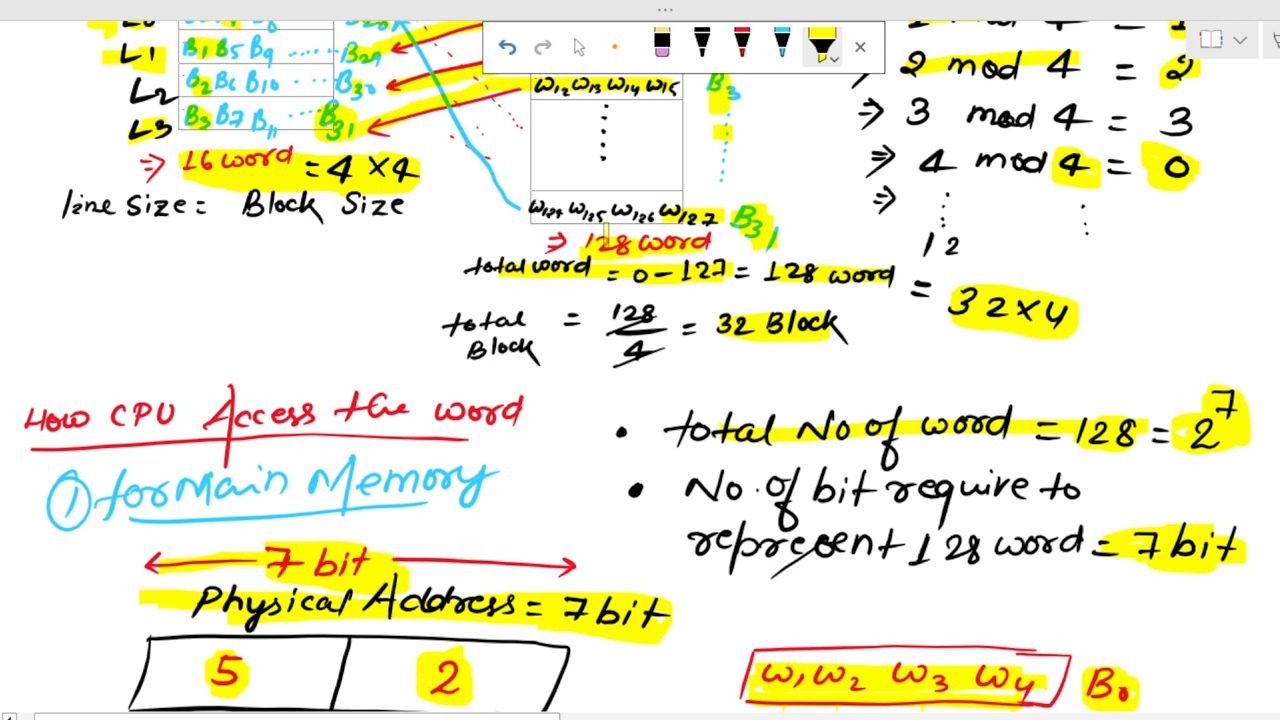 L1 B1 B5 B9 ...... B29
L2 B2 B6 B10 ..... B30
L3 B3 B7 B11 B31
⇒ 16 word = 4 × 4
line Size = Block Size
W12 W13 W14 W15 B3
W124 W125 W126 W127 B31
⇒ 128 word
total word = 0 - 127 = 128 word
total Block = 128/4 = 32 Block
= 32 × 4
2 mod 4 = 2
⇒ 3 mod 4 = 3
⇒ 4 mod 4 = 0
⇒
12
How CPU Access the word
① for Main Memory
7 bit
Physical Address = 7 bit
5 2
• total No of word = 128 = 2^7
• No. of bit require to
represent 128 word = 7 bit
W1 W2 W3 W4 B0